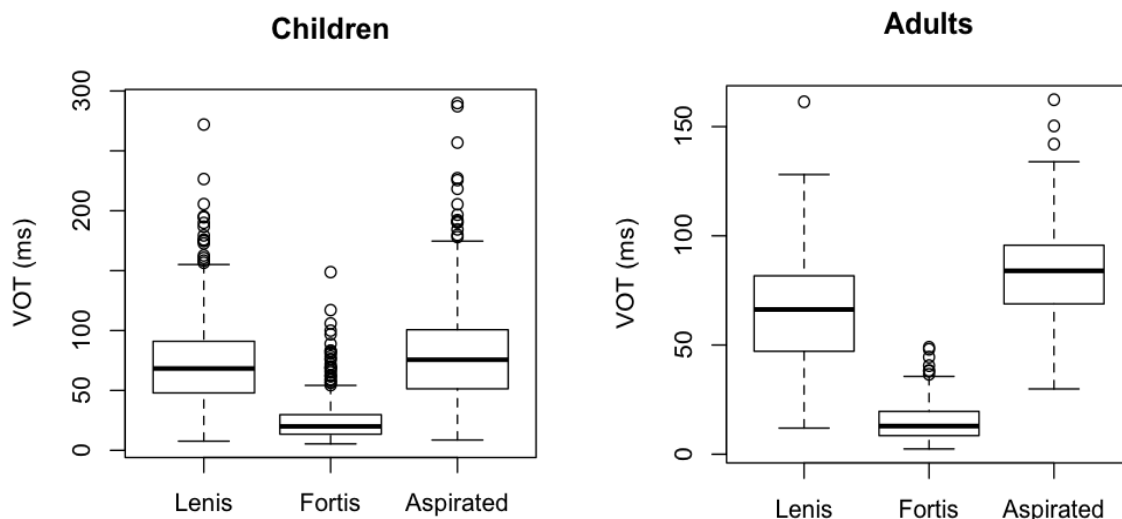 Children
VOT (ms)
300
200
100
50
0
Lenis Fortis Aspirated
Adults
VOT (ms)
150
100
50
0
Lenis Fortis Aspirated